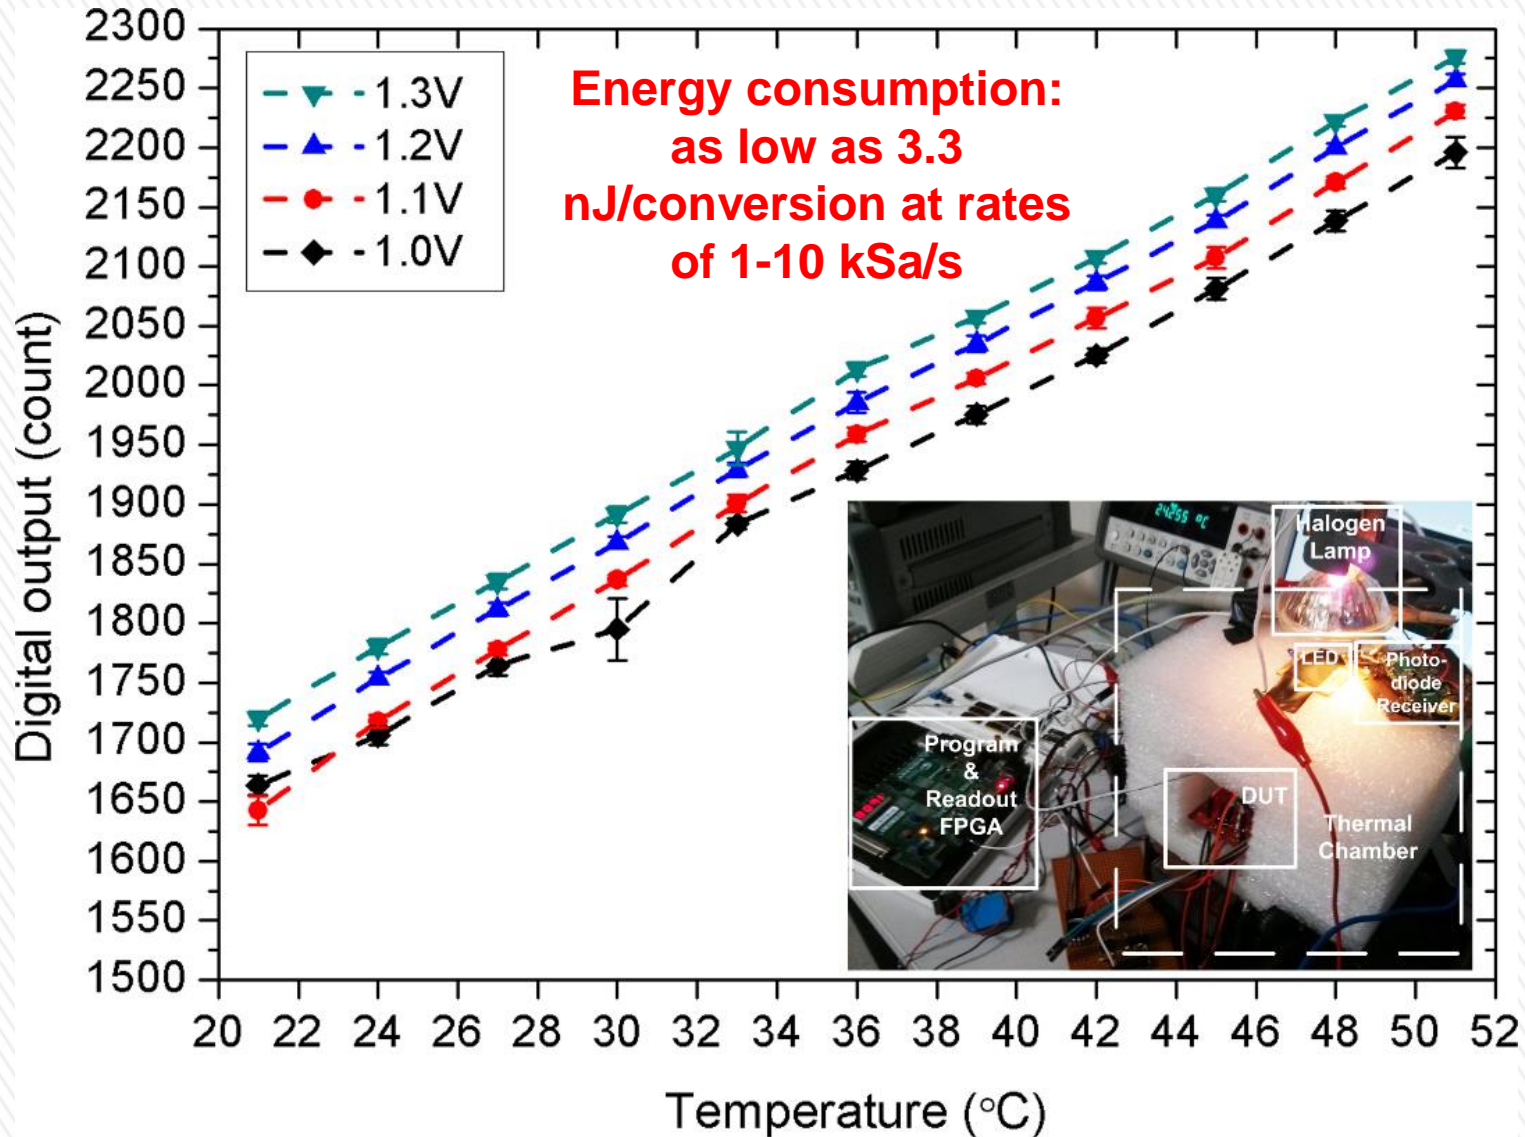 2300
2250
2200
2150
2100
2050
2000
1950
1900
1850
1800
1750
1700
1650
1600
1550
1500
Digital output (count)
1.3V
1.2V
1.1V
1.0V
Energy consumption:
as low as 3.3
nJ/conversion at rates
of 1-10 kSa/s
24.255 °C
Halogen
Lamp
LED
Photo-
diode
Receiver
Program
&
Readout
FPGA
DUT
Thermal
Chamber
20 22 24 26 28 30 32 34 36 38 40 42 44 46 48 50 52
Temperature (°C)